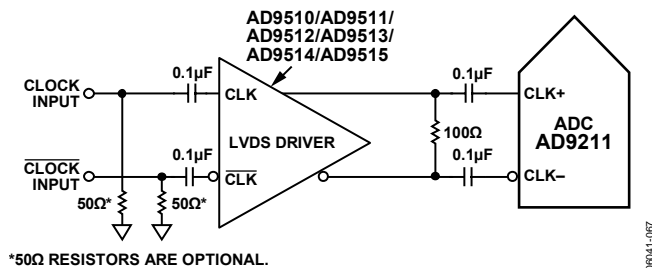 AD9510/AD9511/
AD9512/AD9513/
AD9514/AD9515
0.1µF
0.1µF
CLOCK
INPUT
CLK
CLK+
LVDS DRIVER
100Ω
ADC
AD9211
CLOCK
INPUT
0.1µF
0.1µF
CLK
CLK–
50Ω*
50Ω*
*50Ω RESISTORS ARE OPTIONAL.
06041-067